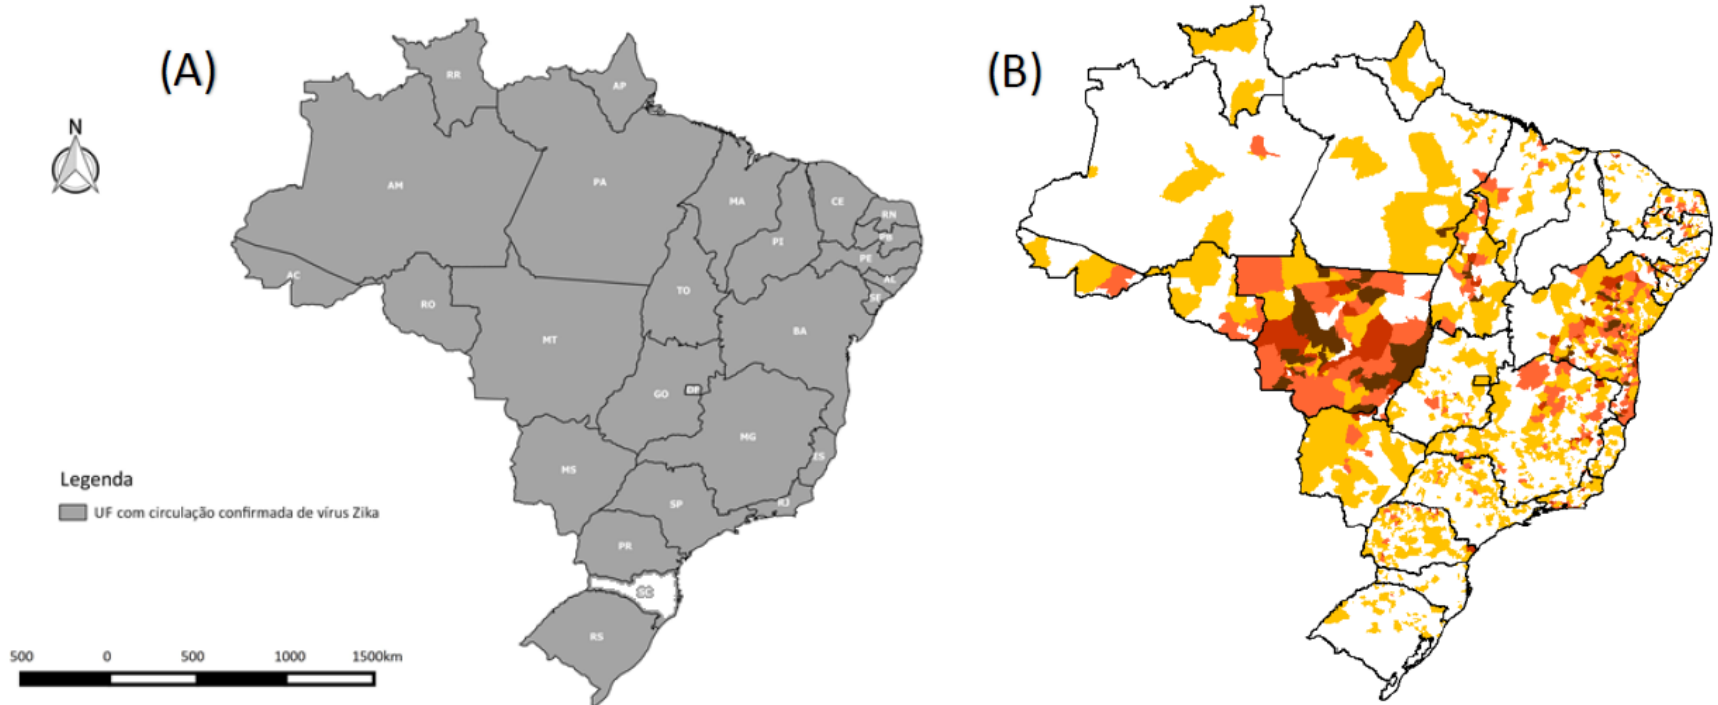 (A)
(B)
N
RR
AP
AM
PA
MA
CE
RN
PB
PI
PE
AC
AL
SE
RO
TO
BA
MT
GO
DF
MG
MS
ES
SP
RJ
PR
SC
RS
Legenda
UF com circulação confirmada de vírus Zika
500 0 500 1000 1500km